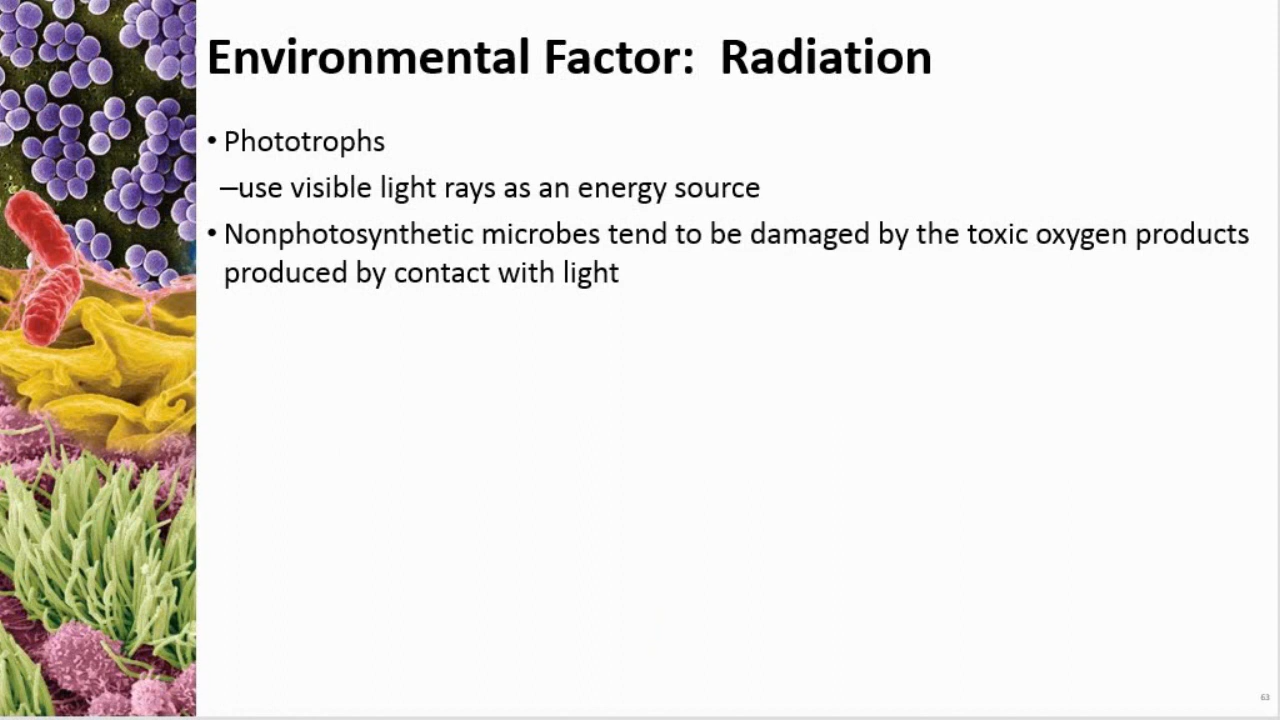 Environmental Factor:  Radiation
• Phototrophs
–use visible light rays as an energy source
• Nonphotosynthetic microbes tend to be damaged by the toxic oxygen products
produced by contact with light
63